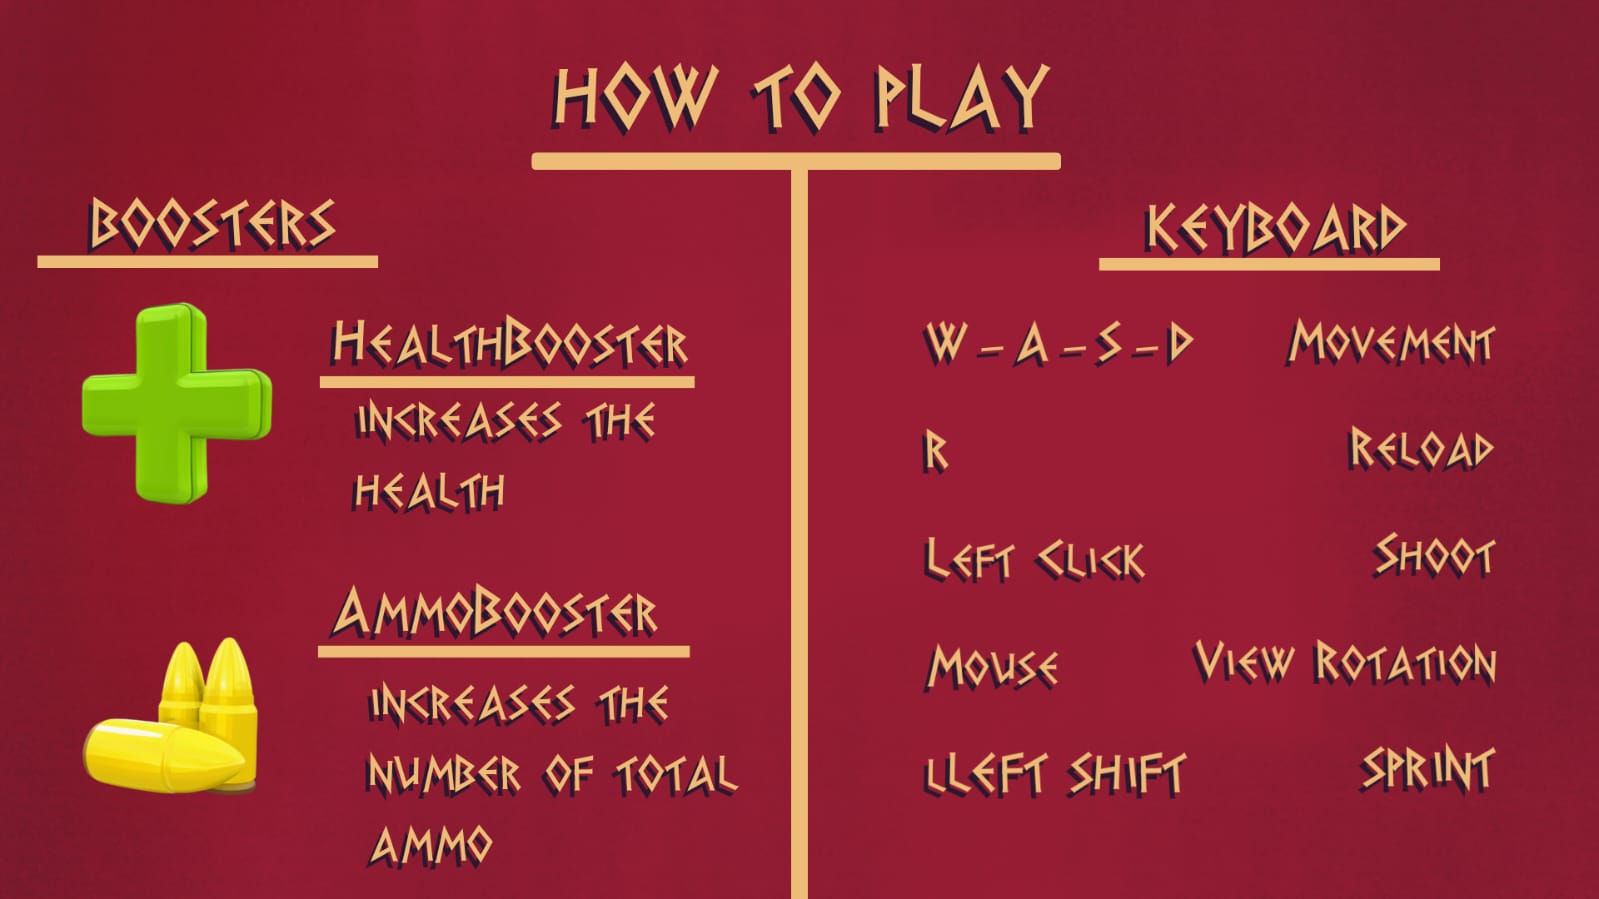 HOW TO PLAY
BOOSTERS
HealthBooster
increases the
health
AmmoBooster
increases the
number of total
ammo
KEYBOARD
W - A - S - D Movement
R Reload
Left Click Shoot
Mouse View Rotation
lLEFT SHIFT SPRINT